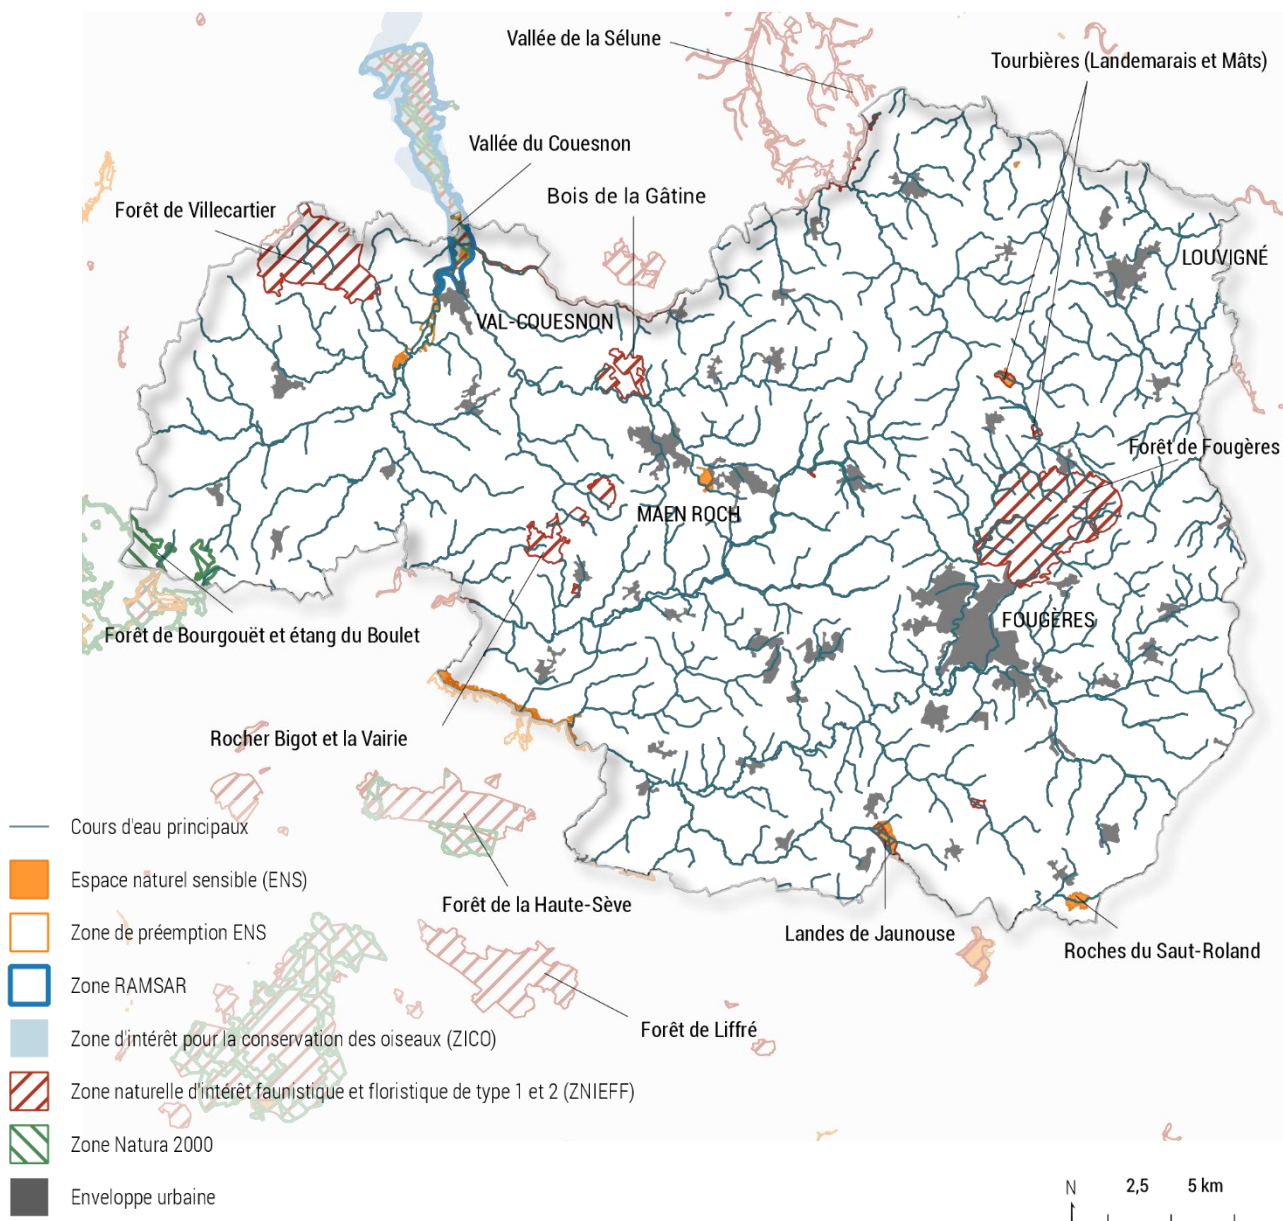 Vallée de la Sélune
Tourbières (Landemarais et Mâts)
Vallée du Couesnon
Bois de la Gâtine
Forêt de Villecartier
LOUVIGNÉ
VAL-COUESNON
Forêt de Fougères
MAEN ROCH
FOUGÈRES
Forêt de Bourgouët et étang du Boulet
Rocher Bigot et la Vairie
Forêt de la Haute-Sève
Landes de Jaunouse
Roches du Saut-Roland
Forêt de Liffré
Cours d'eau principaux
Espace naturel sensible (ENS)
Zone de préemption ENS
Zone RAMSAR
Zone d'intérêt pour la conservation des oiseaux (ZICO)
Zone naturelle d'intérêt faunistique et floristique de type 1 et 2 (ZNIEFF)
Zone Natura 2000
Enveloppe urbaine
N 2,5 5 km